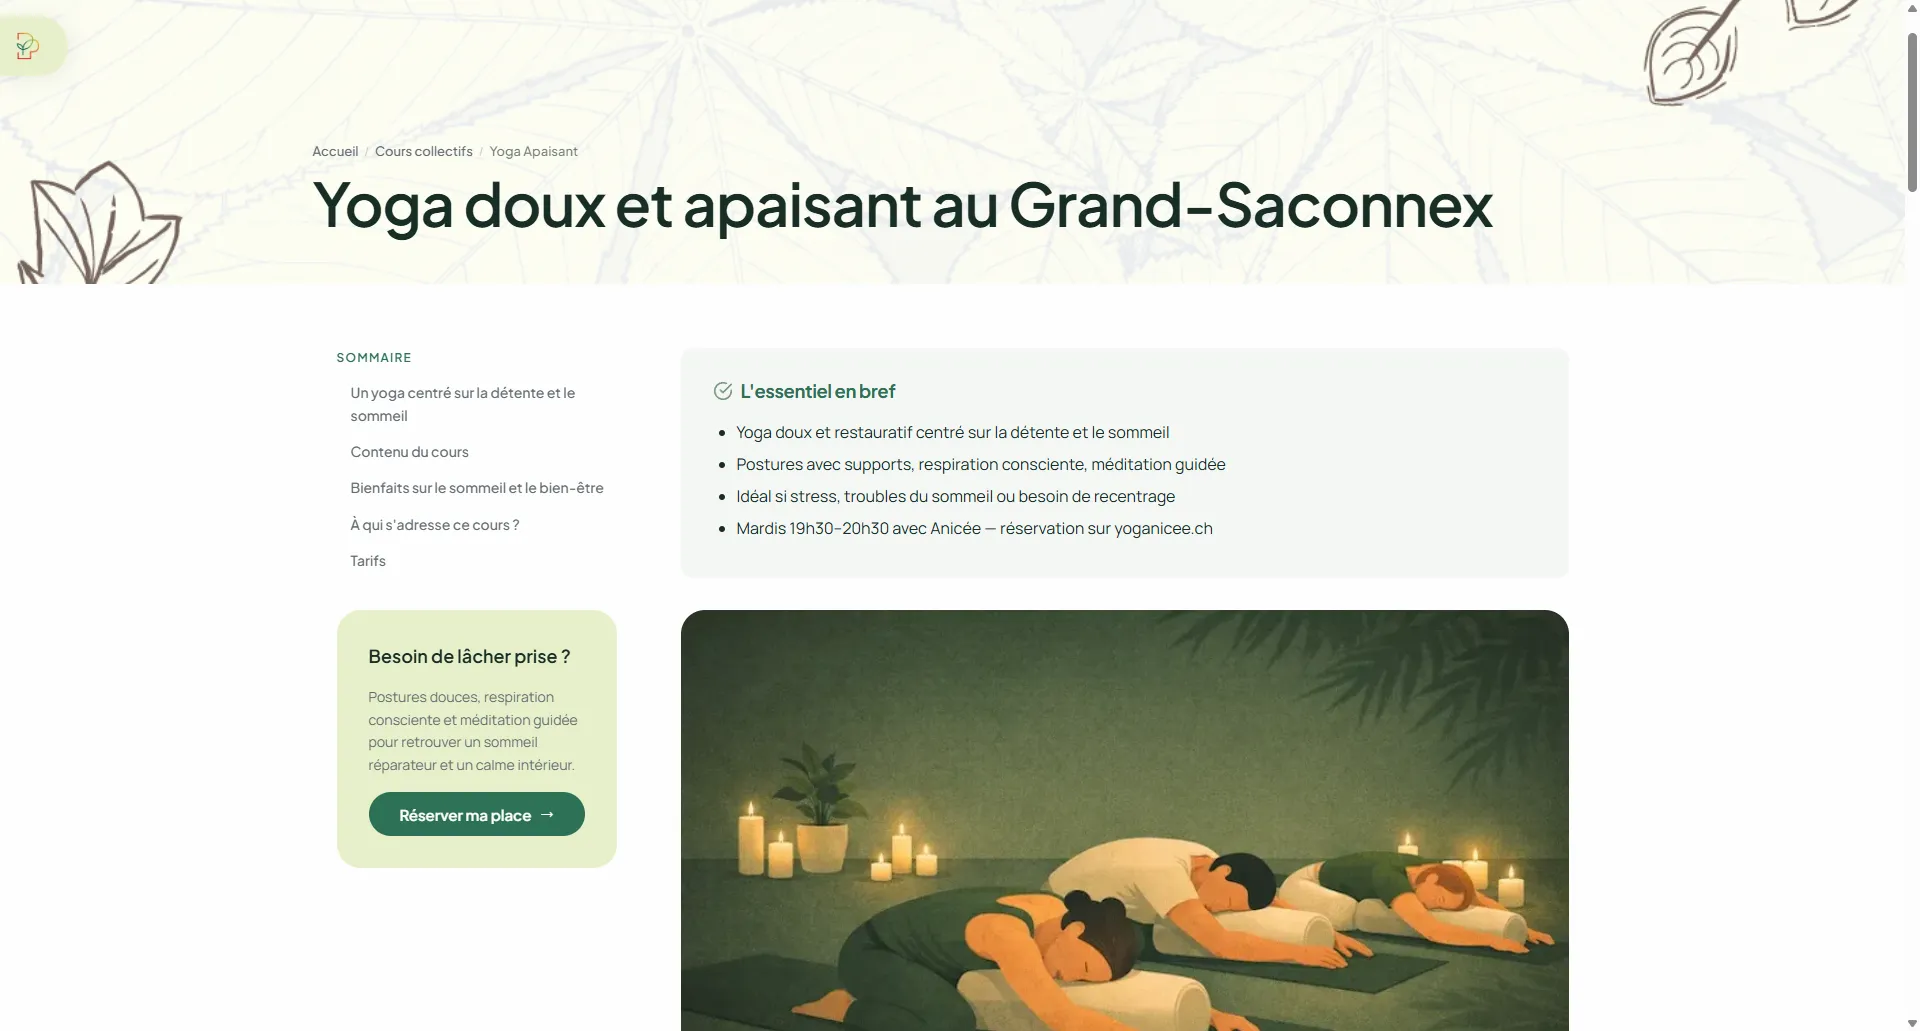 Accueil / Cours collectifs / Yoga Apaisant
Yoga doux et apaisant au Grand-Saconnex
SOMMAIRE
Un yoga centré sur la détente et le
sommeil
Contenu du cours
Bienfaits sur le sommeil et le bien-être
À qui s'adresse ce cours ?
Tarifs
Besoin de lâcher prise ?
Postures douces, respiration
consciente et méditation guidée
pour retrouver un sommeil
réparateur et un calme intérieur.
Réserver ma place →
L'essentiel en bref
• Yoga doux et restauratif centré sur la détente et le sommeil
• Postures avec supports, respiration consciente, méditation guidée
• Idéal si stress, troubles du sommeil ou besoin de recentrage
• Mardis 19h30–20h30 avec Anicée — réservation sur yoganicee.ch